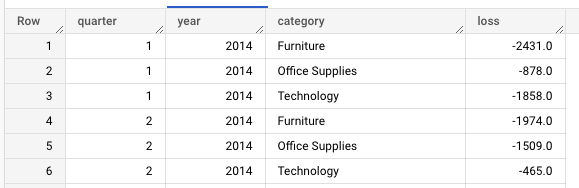 Row quarter year category loss
1 1 2014 Furniture -2431.0
2 1 2014 Office Supplies -878.0
3 1 2014 Technology -1858.0
4 2 2014 Furniture -1974.0
5 2 2014 Office Supplies -1509.0
6 2 2014 Technology -465.0